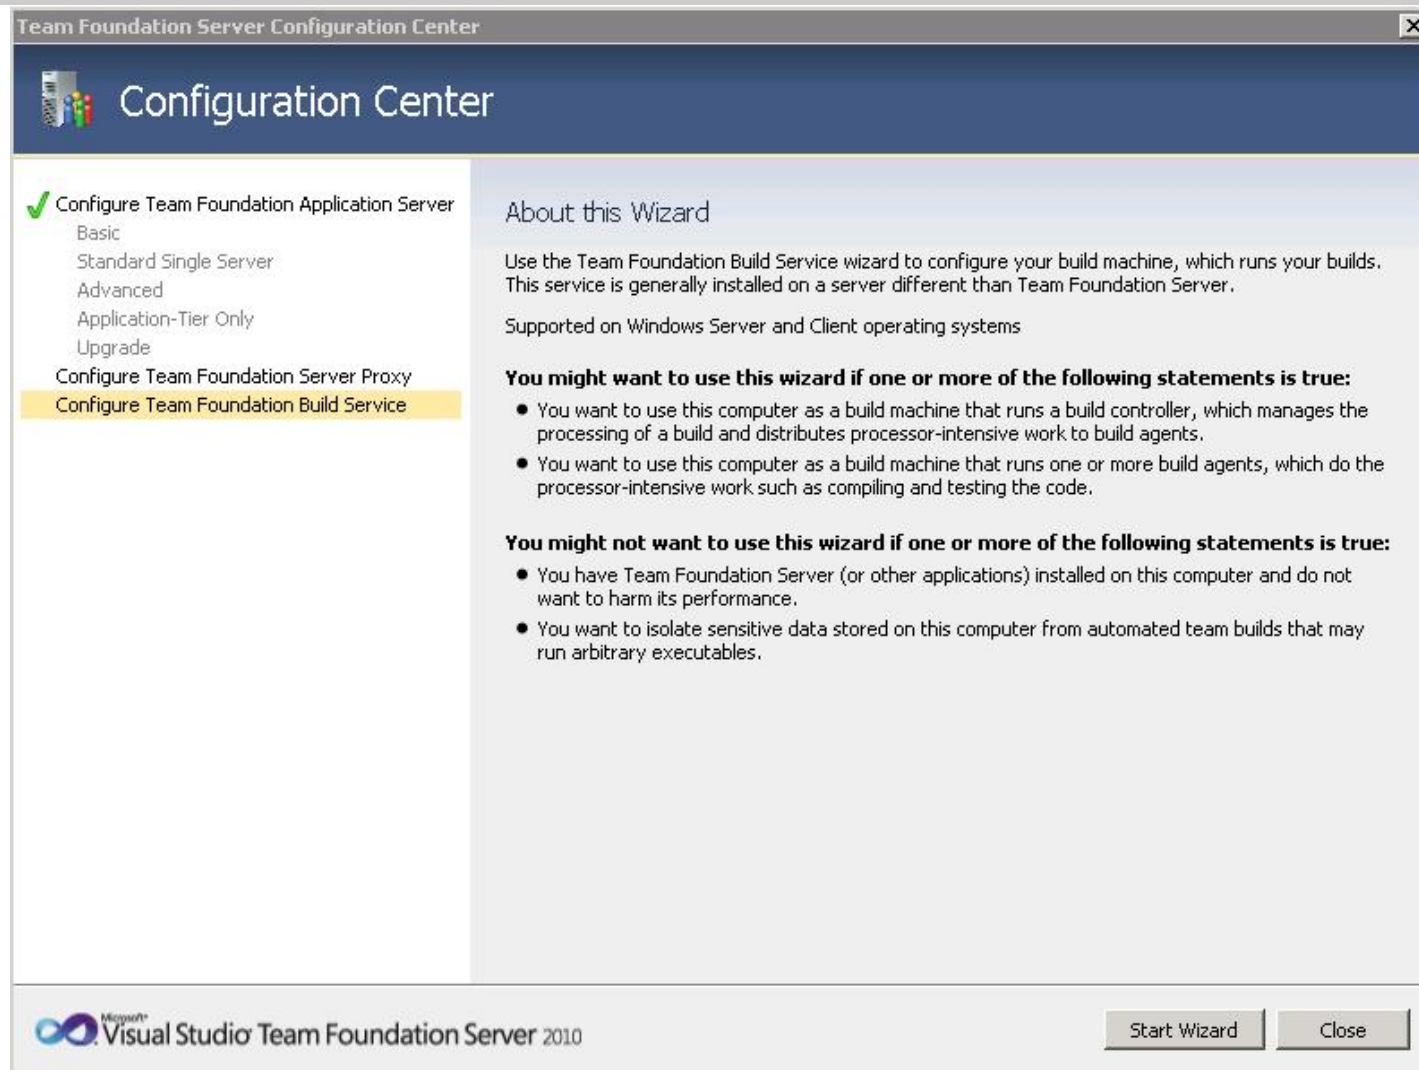 Team Foundation Server Configuration Center
Configuration Center
Configure Team Foundation Application Server
Basic
Standard Single Server
Advanced
Application-Tier Only
Upgrade
Configure Team Foundation Server Proxy
Configure Team Foundation Build Service
About this Wizard
Use the Team Foundation Build Service wizard to configure your build machine, which runs your builds.
This service is generally installed on a server different than Team Foundation Server.
Supported on Windows Server and Client operating systems
You might want to use this wizard if one or more of the following statements is true:
● You want to use this computer as a build machine that runs a build controller, which manages the
processing of a build and distributes processor-intensive work to build agents.
● You want to use this computer as a build machine that runs one or more build agents, which do the
processor-intensive work such as compiling and testing the code.
You might not want to use this wizard if one or more of the following statements is true:
● You have Team Foundation Server (or other applications) installed on this computer and do not
want to harm its performance.
● You want to isolate sensitive data stored on this computer from automated team builds that may
run arbitrary executables.
Microsoft®
Visual Studio Team Foundation Server 2010
Start Wizard
Close